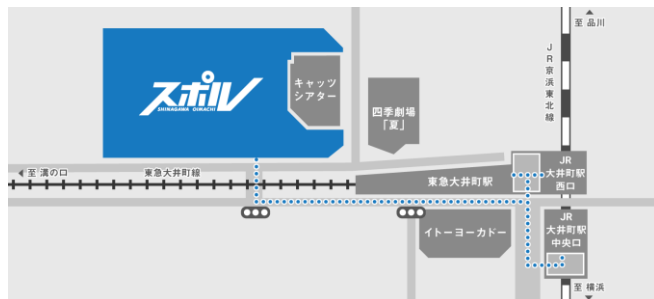 至 品川
JR京浜東北線
スポル
SHINAGAWA OIMACHI
キャッツ
シアター
四季劇場
「夏」
至 溝の口
東急大井町線
東急大井町駅
JR
大井町駅
西口
イトーヨーカドー
JR
大井町駅
中央口
至 横浜